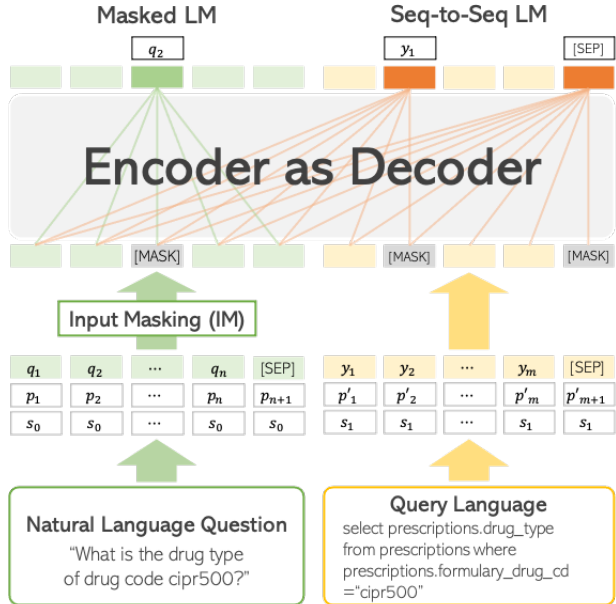 Masked LM Seq-to-Seq LM
q₂ y₁ [SEP]
Encoder as Decoder
[MASK] [MASK] [MASK]
Input Masking (IM)
q₁ q₂ ... qₙ [SEP] y₁ y₂ ... yₘ [SEP]
p₁ p₂ ... pₙ pₙ₊₁ p'₁ p'₂ ... p'ₘ p'ₘ₊₁
s₀ s₀ ... s₀ s₀ s₁ s₁ ... s₁ s₁
Natural Language Question
"What is the drug type
of drug code cipr500?"
Query Language
select prescriptions.drug_type
from prescriptions where
prescriptions.formulary_drug_cd
="cipr500"